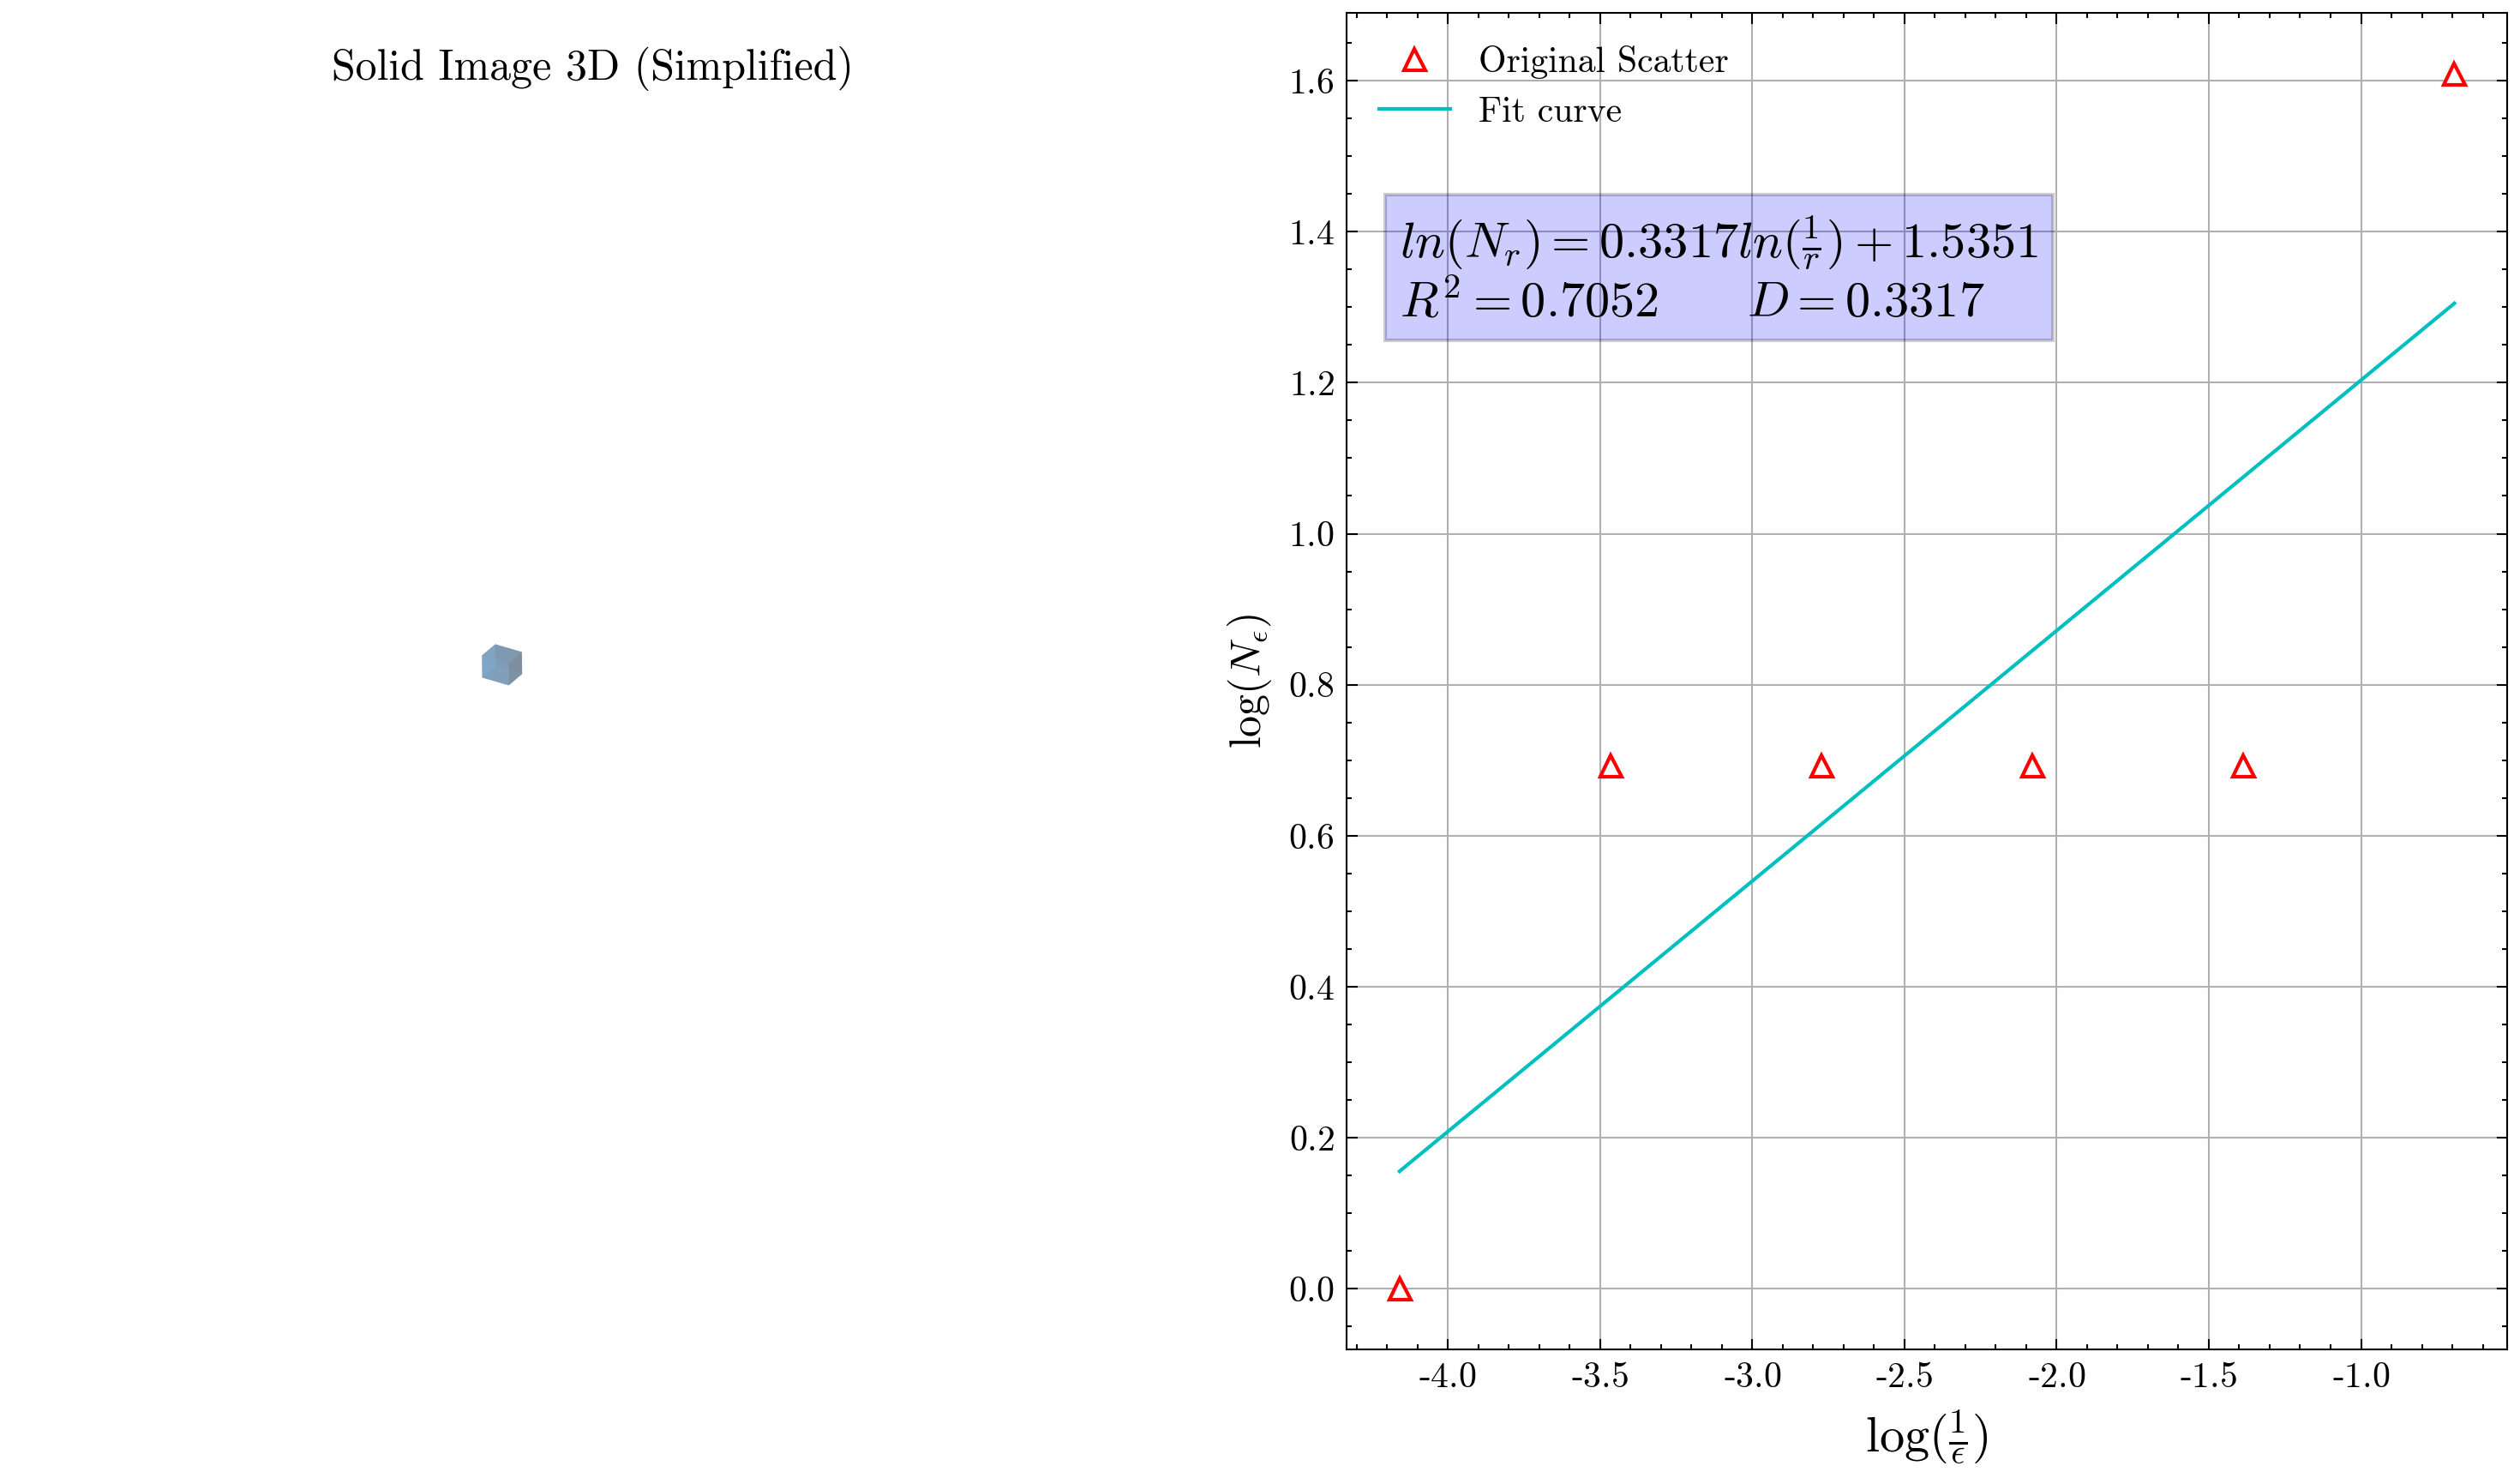 Solid Image 3D (Simplified)
Original Scatter
Fit curve
ln(N_r) = 0.3317ln(1/r) + 1.5351
R² = 0.7052 D = 0.3317
1.6
1.4
1.2
1.0
0.8
0.6
0.4
0.2
0.0
log(N_ϵ)
-4.0 -3.5 -3.0 -2.5 -2.0 -1.5 -1.0
log(1/ϵ)